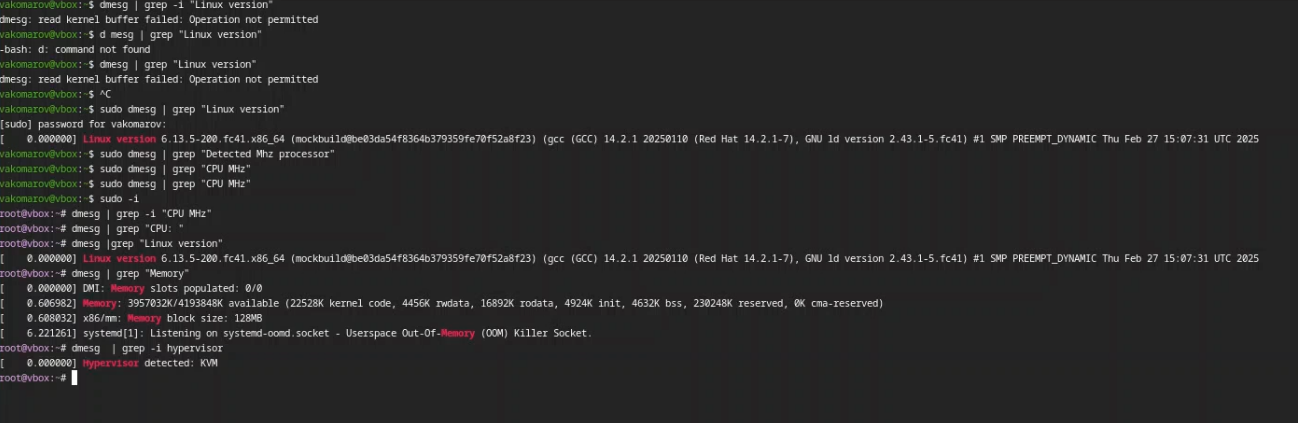 vakomarov@vbox:~$ dmesg | grep -i "Linux version"
dmesg: read kernel buffer failed: Operation not permitted
vakomarov@vbox:~$ d mesg | grep "Linux version"
-bash: d: command not found
vakomarov@vbox:~$ dmesg | grep "Linux version"
dmesg: read kernel buffer failed: Operation not permitted
vakomarov@vbox:~$ ^C
vakomarov@vbox:~$ sudo dmesg | grep "Linux version"
[sudo] password for vakomarov:
[    0.000000] Linux version 6.13.5-200.fc41.x86_64 (mockbuild@be03da54f8364b379359fe70f52a8f23) (gcc (GCC) 14.2.1 20250110 (Red Hat 14.2.1-7), GNU ld version 2.43.1-5.fc41) #1 SMP PREEMPT_DYNAMIC Thu Feb 27 15:07:31 UTC 2025
vakomarov@vbox:~$ sudo dmesg | grep "Detected Mhz processor"
vakomarov@vbox:~$ sudo dmesg | grep "CPU MHz"
vakomarov@vbox:~$ sudo dmesg | grep "CPU MHz"
vakomarov@vbox:~$ sudo -i
root@vbox:~# dmesg | grep -i "CPU MHz"
root@vbox:~# dmesg | grep "CPU: "
root@vbox:~# dmesg |grep "Linux version"
[    0.000000] Linux version 6.13.5-200.fc41.x86_64 (mockbuild@be03da54f8364b379359fe70f52a8f23) (gcc (GCC) 14.2.1 20250110 (Red Hat 14.2.1-7), GNU ld version 2.43.1-5.fc41) #1 SMP PREEMPT_DYNAMIC Thu Feb 27 15:07:31 UTC 2025
root@vbox:~# dmesg | grep "Memory"
[    0.000000] DMI: Memory slots populated: 0/0
[    0.606982] Memory: 3957032K/4193848K available (22528K kernel code, 4456K rwdata, 16892K rodata, 4924K init, 4632K bss, 230248K reserved, 0K cma-reserved)
[    0.608032] x86/mm: Memory block size: 128MB
[    6.221261] systemd[1]: Listening on systemd-oomd.socket - Userspace Out-Of-Memory (OOM) Killer Socket.
root@vbox:~# dmesg  | grep -i hypervisor
[    0.000000] Hypervisor detected: KVM
root@vbox:~#